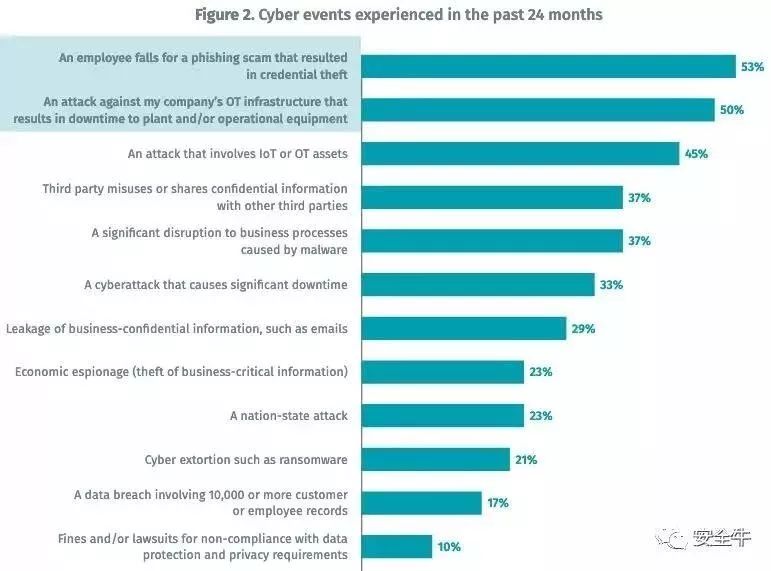 Figure 2. Cyber events experienced in the past 24 months
An employee falls for a phishing scam that resulted
in credential theft
53%
An attack against my company's OT infrastructure that
results in downtime to plant and/or operational equipment
50%
An attack that involves IoT or OT assets
45%
Third party misuses or shares confidential information
with other third parties
37%
A significant disruption to business processes
caused by malware
37%
A cyberattack that causes significant downtime
33%
Leakage of business-confidential information, such as emails
29%
Economic espionage (theft of business-critical information)
23%
A nation-state attack
23%
Cyber extortion such as ransomware
21%
A data breach involving 10,000 or more customer
or employee records
17%
Fines and/or lawsuits for non-compliance with data
protection and privacy requirements
10%
安全牛